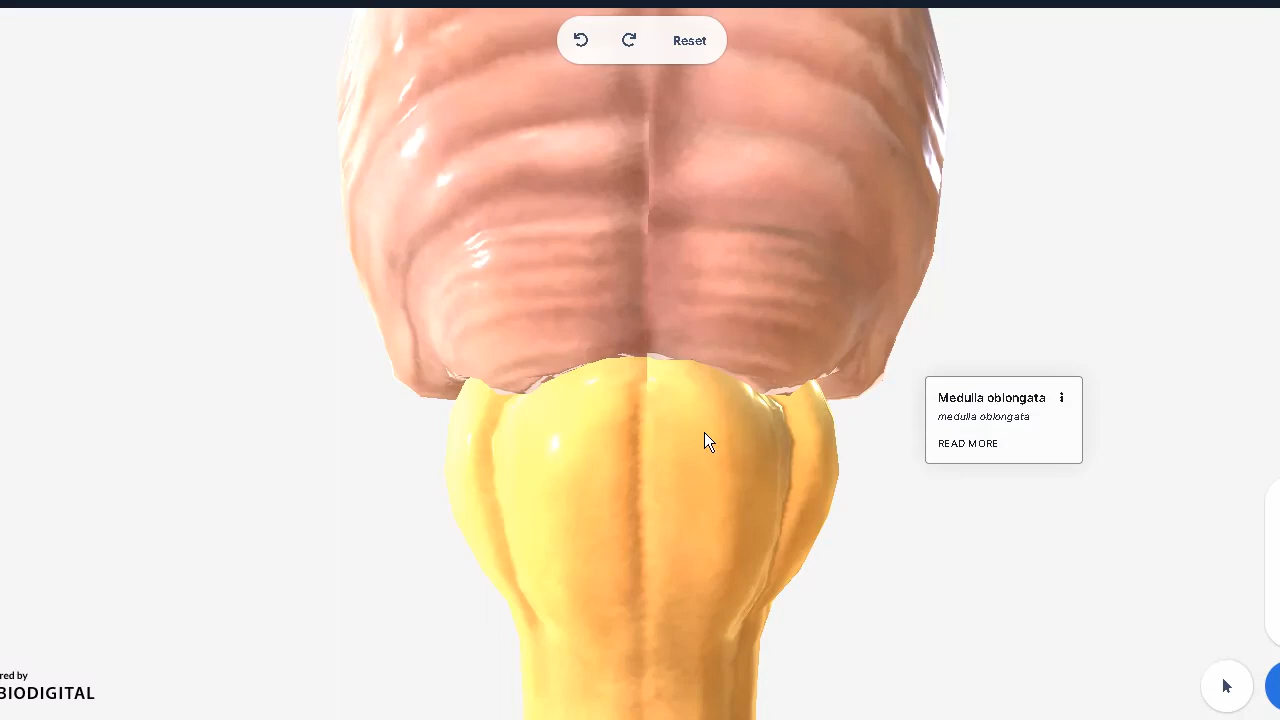 Reset
Medulla oblongata
medulla oblongata
READ MORE
red by
BIODIGITAL